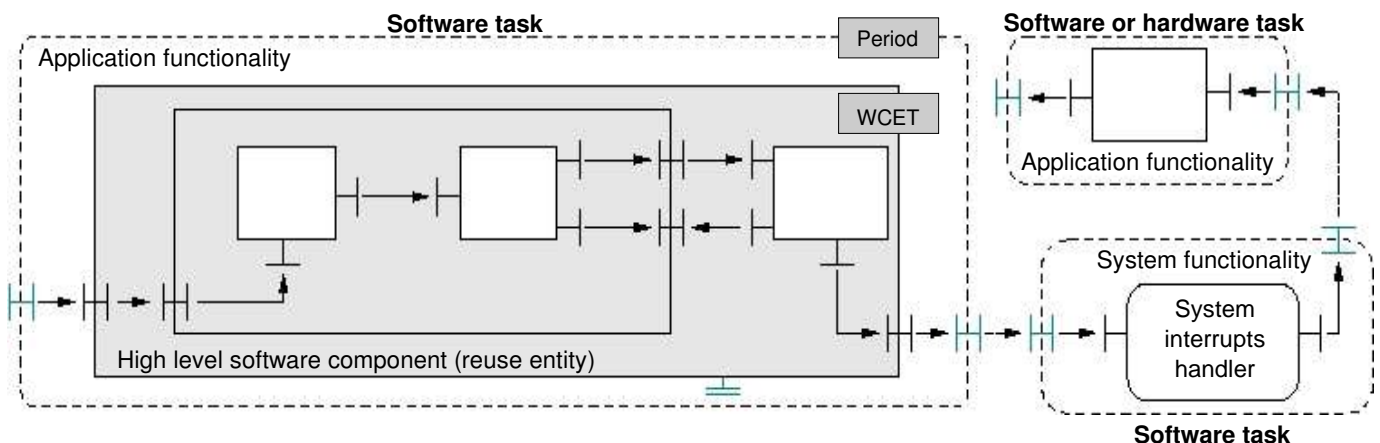 Software task
Period
Application functionality
WCET
High level software component (reuse entity)
Software or hardware task
Application functionality
System functionality
System
interrupts
handler
Software task